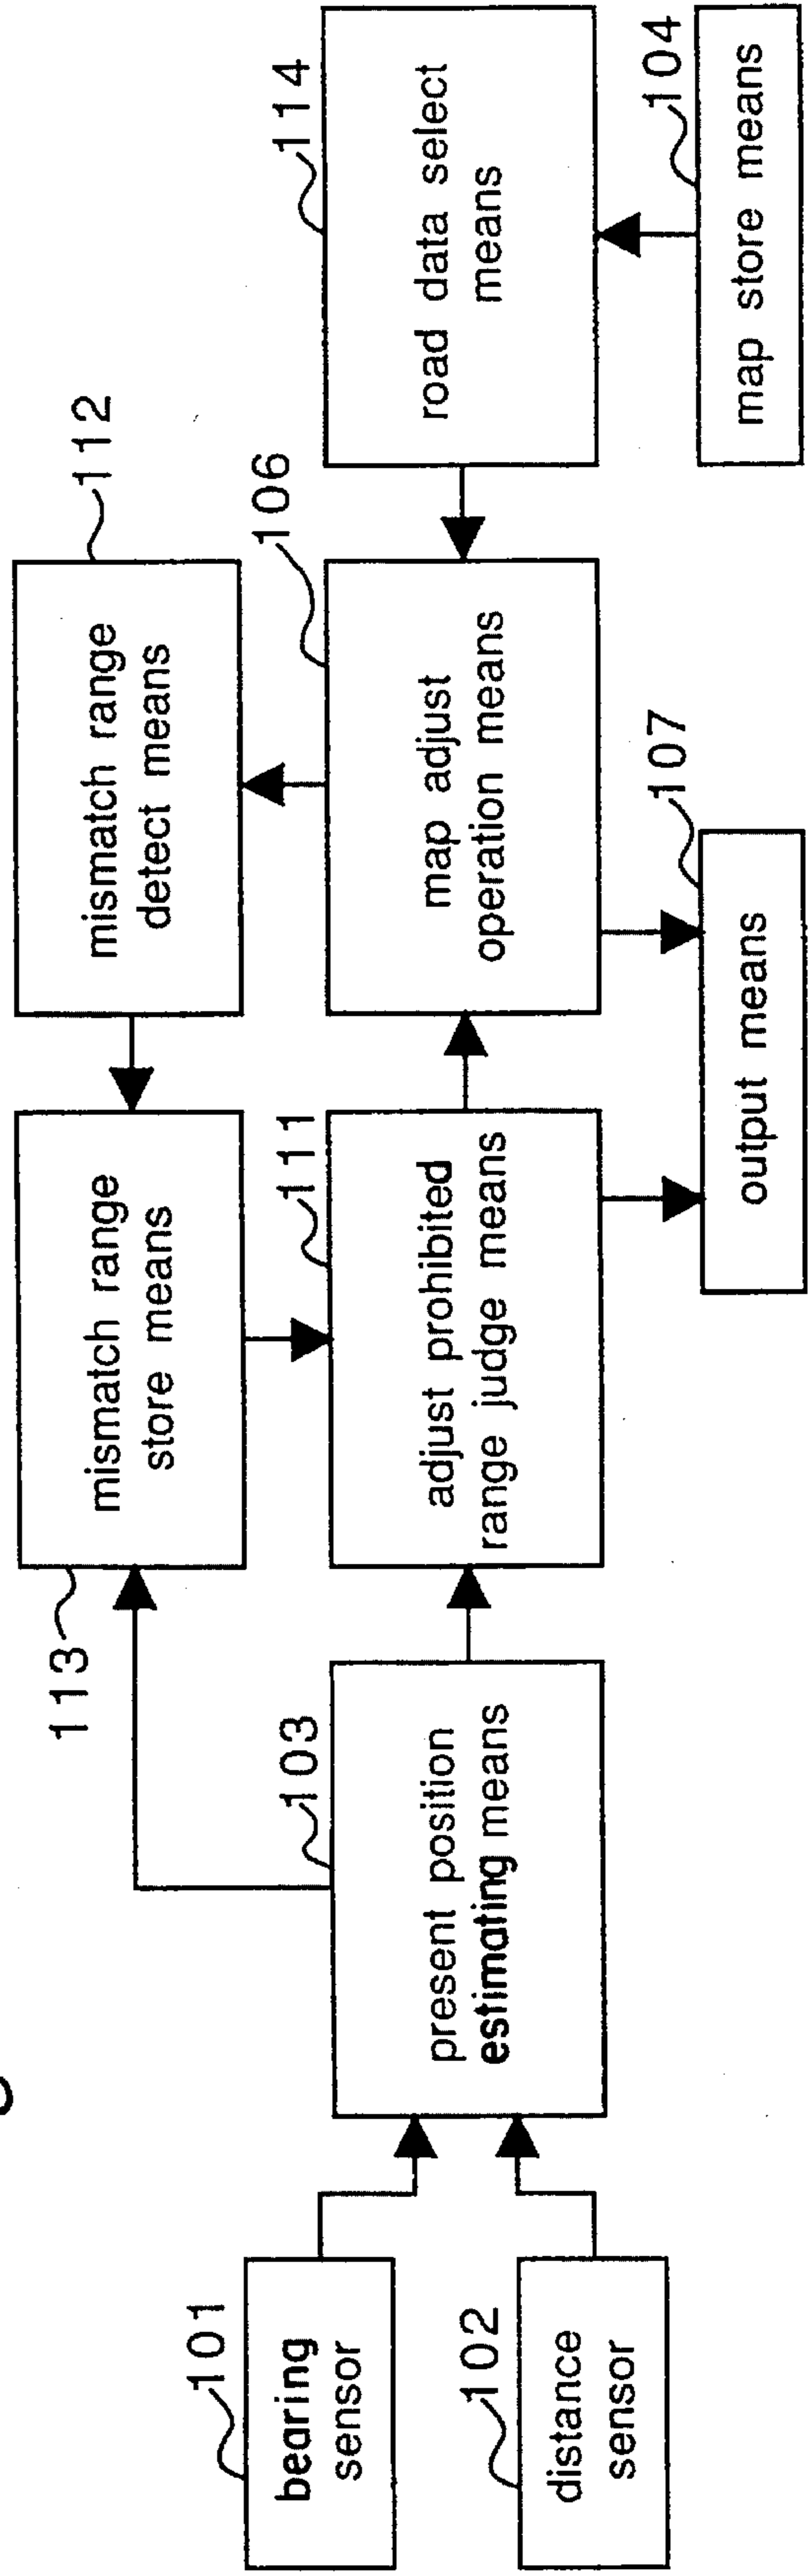 113
mismatch range
store means
112
mismatch range
detect means
101
bearing
sensor
102
distance
sensor
103
present position
estimating means
111
adjust prohibited
range judge means
106
map adjust
operation means
114
road data select
means
107
output means
104
map store means